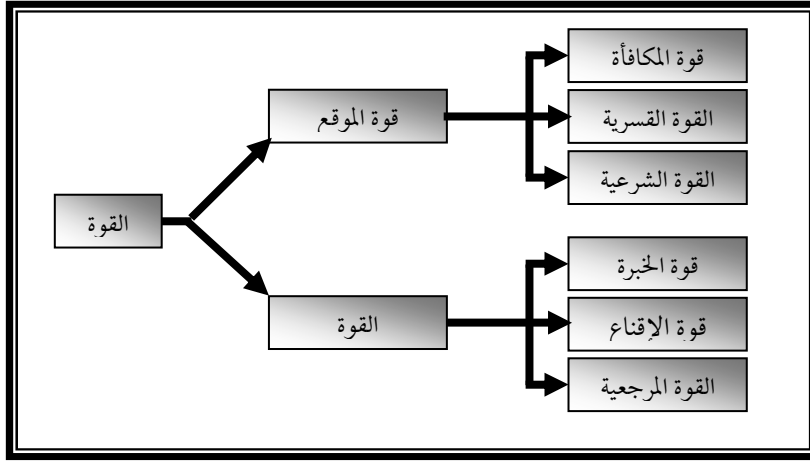 القوة
قوة الموقع
قوة المكافأة
القوة القسرية
القوة الشرعية
القوة
قوة الخبرة
قوة الإقناع
القوة المرجعية